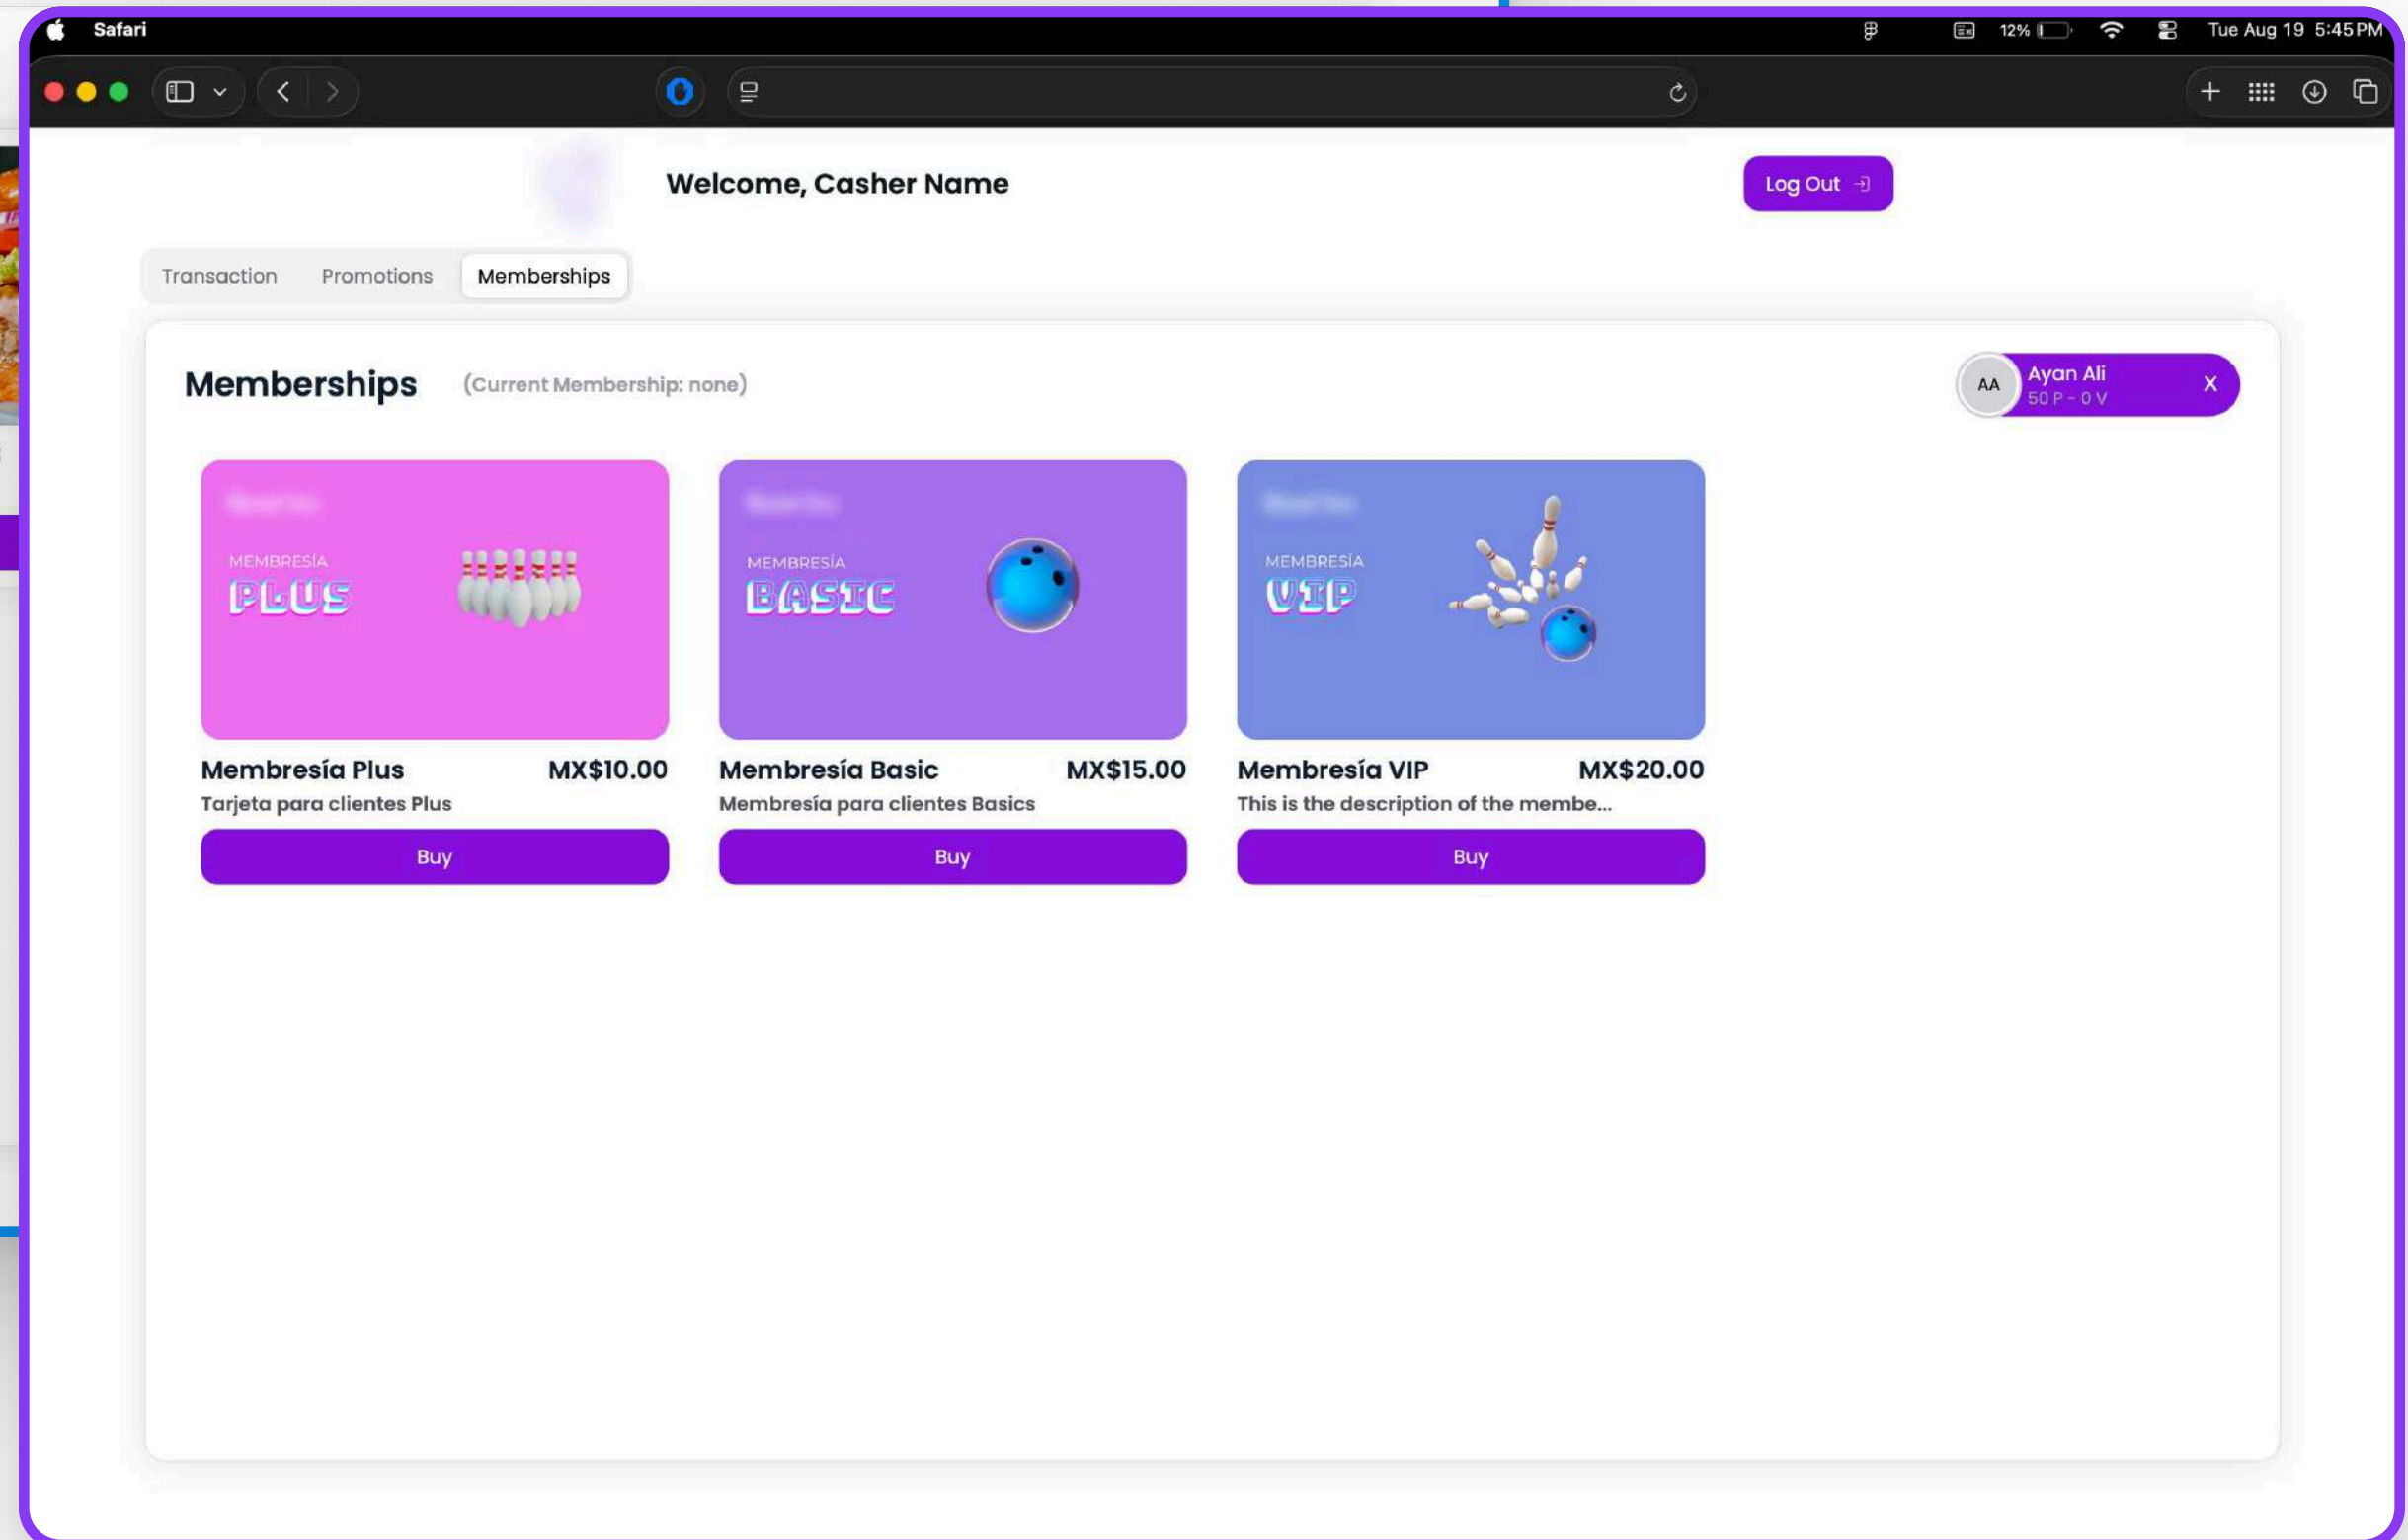 Safari
12%
Tue Aug 19 5:45 PM
Welcome, Casher Name
Log Out
Transaction
Promotions
Memberships
Memberships
(Current Membership: none)
AA
Ayan Ali
X
50 P - 0 V
MEMBRESÍA
PLUS
MEMBRESÍA
BASIC
MEMBRESÍA
VIP
Membresía Plus
MX$10.00
Tarjeta para clientes Plus
Buy
Membresía Basic
MX$15.00
Membresía para clientes Basics
Buy
Membresía VIP
MX$20.00
This is the description of the membe...
Buy